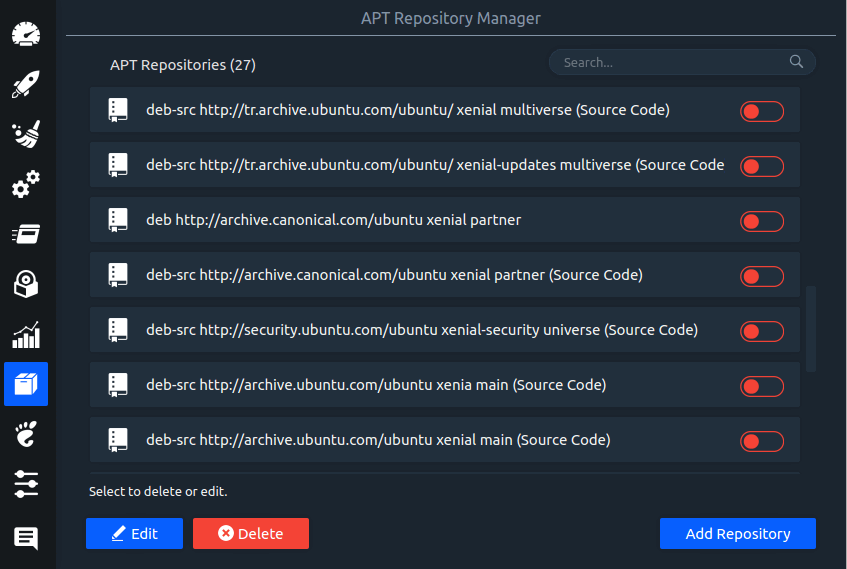 APT Repository Manager
APT Repositories (27)
Search...
deb-src http://tr.archive.ubuntu.com/ubuntu/ xenial multiverse (Source Code)
deb-src http://tr.archive.ubuntu.com/ubuntu/ xenial-updates multiverse (Source Code
deb http://archive.canonical.com/ubuntu xenial partner
deb-src http://archive.canonical.com/ubuntu xenial partner (Source Code)
deb-src http://security.ubuntu.com/ubuntu xenial-security universe (Source Code)
deb-src http://archive.ubuntu.com/ubuntu xenia main (Source Code)
deb-src http://archive.ubuntu.com/ubuntu xenial main (Source Code)
Select to delete or edit.
Edit
Delete
Add Repository